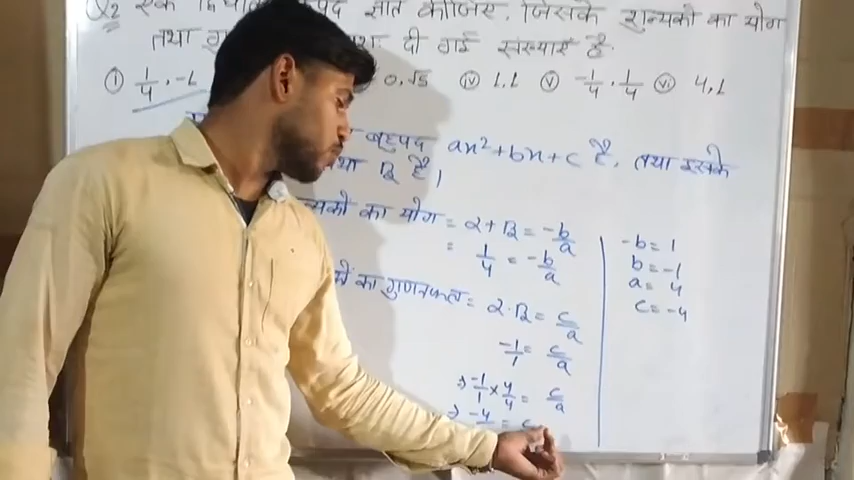 Q2 एक द्विघात बहुपद ज्ञात कीजिए, जिसके शून्यकों का योग
तथा दी गई संख्याएँ है।
(i) 1/4, -1 0, √5 (iv) 1, 1 (v) -1/4, 1/4 (vi) 4, 1
बहुपद ax²+bx+c है, तथा इसके
तथा β है।
शून्यकों का योग = α+β = -b/a
= 1/4 = -b/a
का गुणनफल = α.β = c/a
-1/1 = c/a
⇒ -1/1 × 4/4 = c/a
⇒ -4 = c
-b = 1
b = -1
a = 4
c = -4